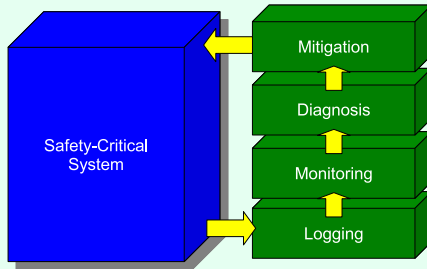 Mitigation
Diagnosis
Safety-Critical
System
Monitoring
Logging